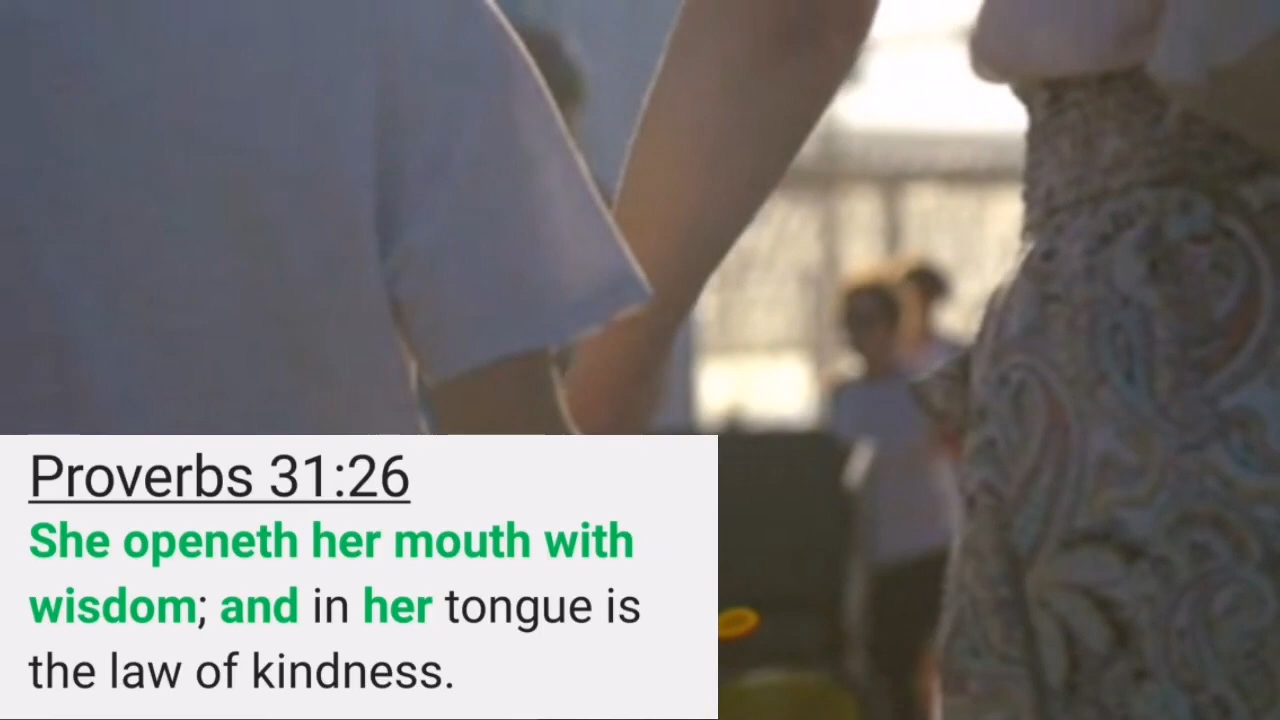 Proverbs 31:26
She openeth her mouth with
wisdom; and in her tongue is
the law of kindness.